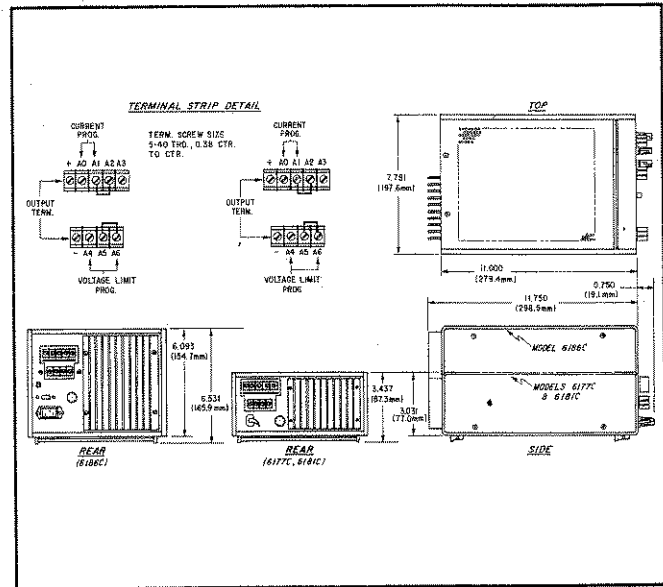 TERMINAL STRIP DETAIL
CURRENT
PROG.
+ A0 A1 A2 A3
OUTPUT
TERM.
- A4 A5 A6
VOLTAGE LIMIT
PROG.
TERM. SCREW SIZE
5-40 THD., 0.38 CTR.
TO CTR.
CURRENT
PROG.
+ A0 A1 A2 A3
OUTPUT
TERM.
- A4 A5 A6
VOLTAGE LIMIT
PROG
TOP
7.781
(197.6mm)
11.000
(279.4mm)
0.750
(19.1mm)
11.750
(298.5mm)
6.093
(154.7mm)
6.531
(165.9mm)
REAR
(6186C)
3.437
(87.3mm)
3.031
(77.0mm)
REAR
(6177C, 6181C)
MODEL 6186C
MODELS 6177C
& 6181C
SIDE